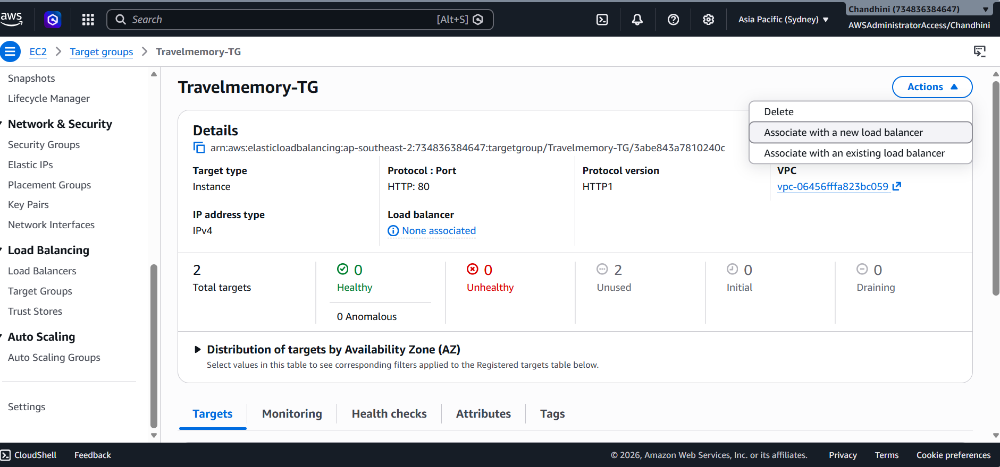 aws
Search [Alt+S]
Asia Pacific (Sydney)
Chandhini (734836384647)
AWSAdministratorAccess/Chandhini
EC2
Target groups
Travelmemory-TG
Snapshots
Lifecycle Manager
Network & Security
Security Groups
Elastic IPs
Placement Groups
Key Pairs
Network Interfaces
Load Balancing
Load Balancers
Target Groups
Trust Stores
Auto Scaling
Auto Scaling Groups
Settings
Travelmemory-TG
Actions
Delete
Associate with a new load balancer
Associate with an existing load balancer
Details
arn:aws:elasticloadbalancing:ap-southeast-2:734836384647:targetgroup/Travelmemory-TG/3abe843a7810240c
Target type
Instance
Protocol : Port
HTTP: 80
Protocol version
HTTP1
VPC
vpc-06456fffa823bc059
IP address type
IPv4
Load balancer
None associated
2
Total targets
0
Healthy
0 Anomalous
0
Unhealthy
2
Unused
0
Initial
0
Draining
Distribution of targets by Availability Zone (AZ)
Select values in this table to see corresponding filters applied to the Registered targets table below.
Targets
Monitoring
Health checks
Attributes
Tags
CloudShell
Feedback
© 2026, Amazon Web Services, Inc. or its affiliates.
Privacy
Terms
Cookie preferences